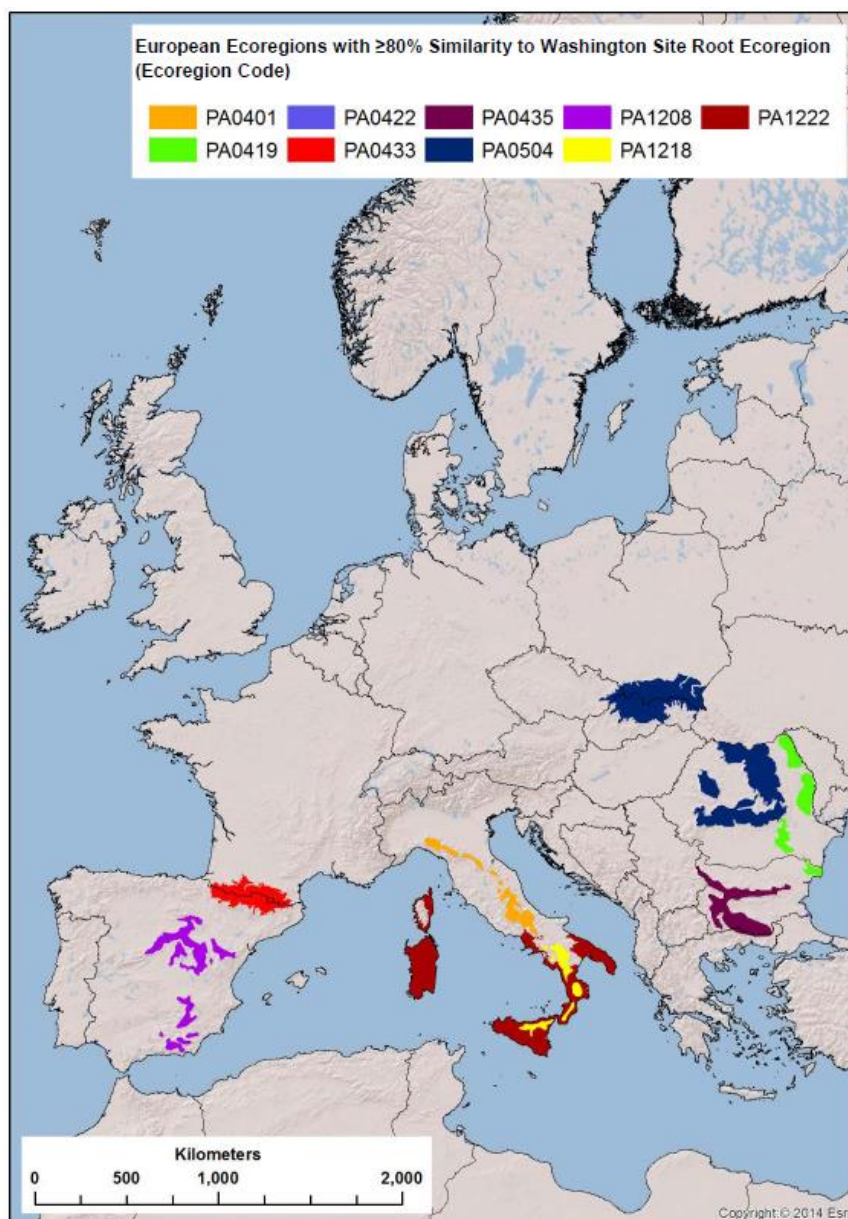 European Ecoregions with ≥80% Similarity to Washington Site Root Ecoregion
(Ecoregion Code)
PA0401 PA0422 PA0435 PA1208 PA1222
PA0419 PA0433 PA0504 PA1218
Kilometers
0 500 1,000 2,000
Copyright:© 2014 Esri